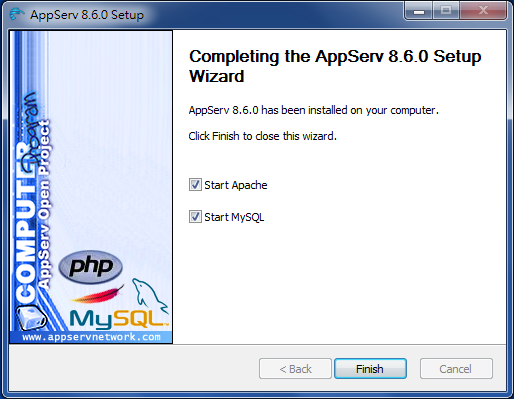 AppServ 8.6.0 Setup
Completing the AppServ 8.6.0 Setup
Wizard
AppServ 8.6.0 has been installed on your computer.
Click Finish to close this wizard.
Start Apache
Start MySQL
COMPUTER
Program
AppServ Open Project
php
MySQL
www.appservnetwork.com
< Back
Finish
Cancel